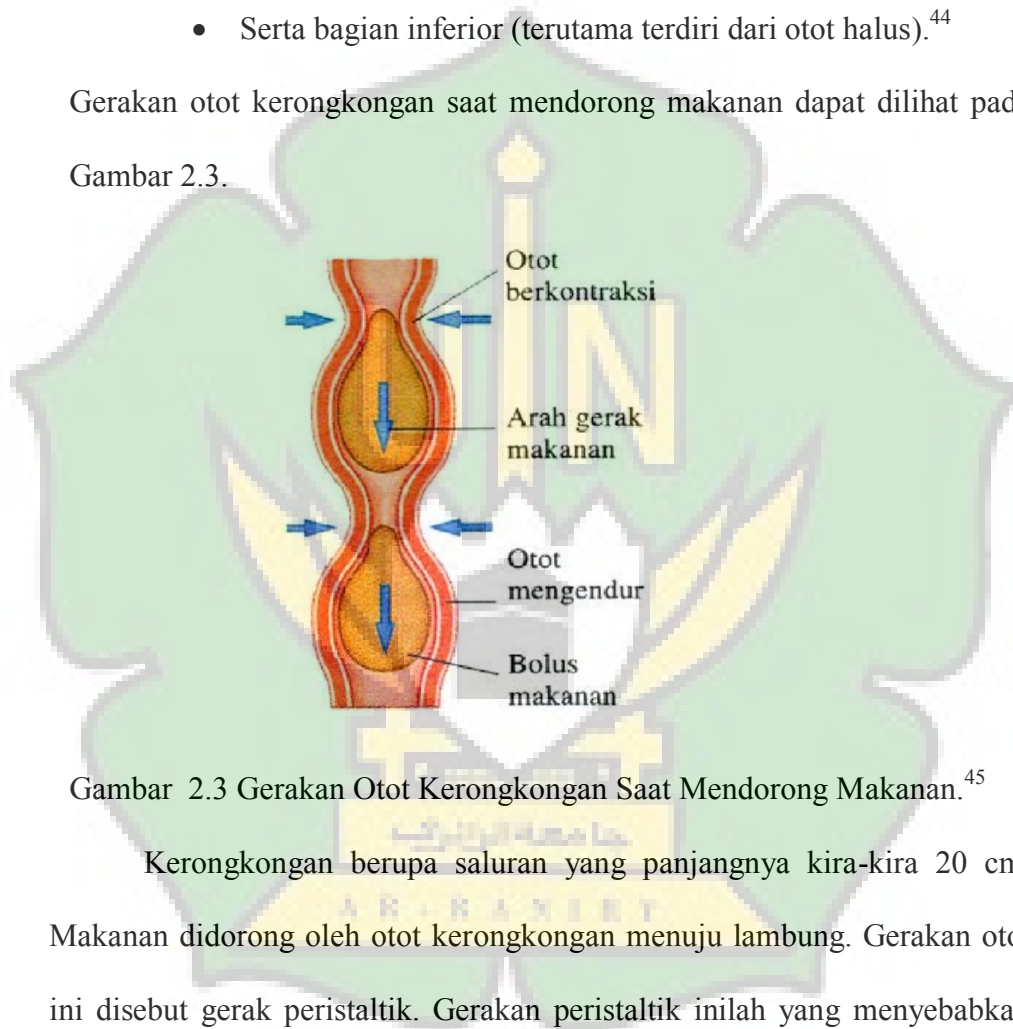 • Serta bagian inferior (terutama terdiri dari otot halus).44
Gerakan otot kerongkongan saat mendorong makanan dapat dilihat pad
Gambar 2.3.
Otot
berkontraksi
Arah gerak
makanan
Otot
mengendur
Bolus
makanan
Gambar 2.3 Gerakan Otot Kerongkongan Saat Mendorong Makanan.45
Kerongkongan berupa saluran yang panjangnya kira-kira 20 cm
AR-RANIRY
Makanan didorong oleh otot kerongkongan menuju lambung. Gerakan oto
ini disebut gerak peristaltik. Gerakan peristaltik inilah yang menyebabka